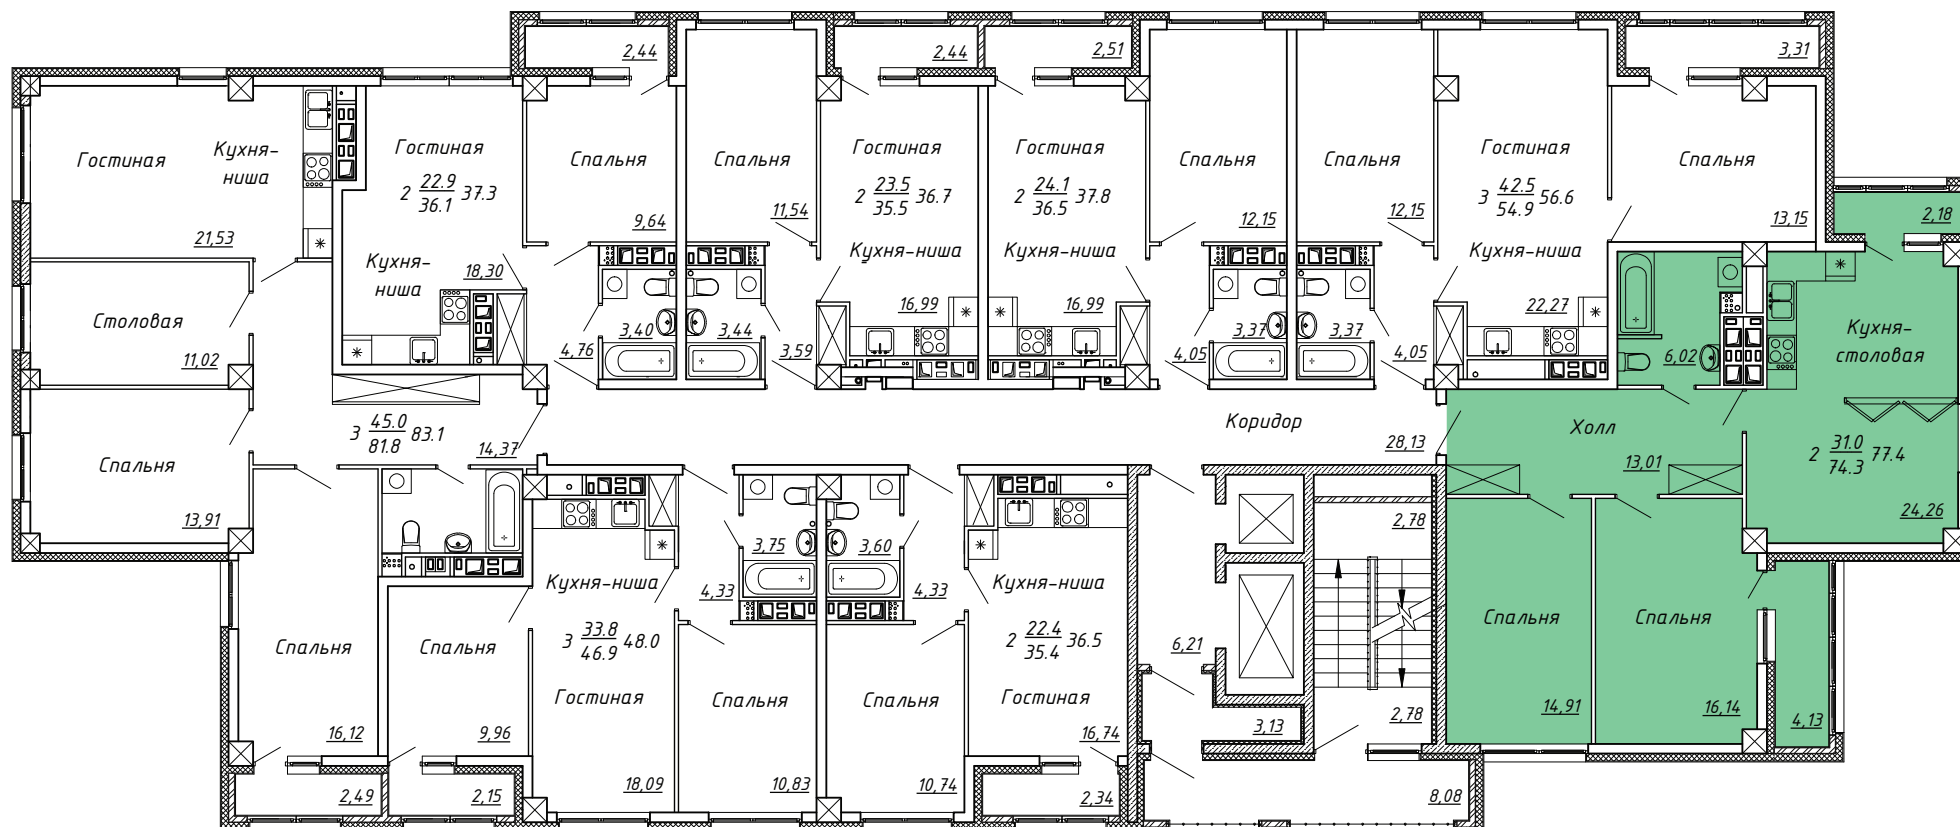 2,44
2,44
2,51
3,31
Гостиная
Кухня-
ниша
21,53
Гостиная
2 22.9 37.3
36.1
Кухня-
ниша
18,30
Спальня
9,64
Спальня
11,54
Гостиная
2 23.5 36.7
35.5
Кухня-ниша
16,99
Гостиная
2 24.1 37.8
36.5
Кухня-ниша
16,99
Спальня
12,15
Спальня
12,15
Гостиная
3 42.5 56.6
54.9
Кухня-ниша
22,27
Спальня
13,15
2,18
Столовая
11,02
4,76
3,40
3,44
3,59
4,05
3,37
3,37
4,05
6,02
Кухня-
столовая
3 45.0 83.1
81.8
14,37
Коридор
28,13
Холл
13,01
2 31.0 77.4
74.3
24,26
Спальня
13,91
Спальня
16,12
Спальня
9,96
Кухня-ниша
3 33.8 48.0
46.9
Гостиная
18,09
4,33
3,75
3,60
4,33
Спальня
10,83
Спальня
10,74
Кухня-ниша
2 22.4 36.5
35.4
Гостиная
16,74
6,21
3,13
2,78
2,78
Спальня
14,91
Спальня
16,14
4,13
2,49
2,15
2,34
8,08